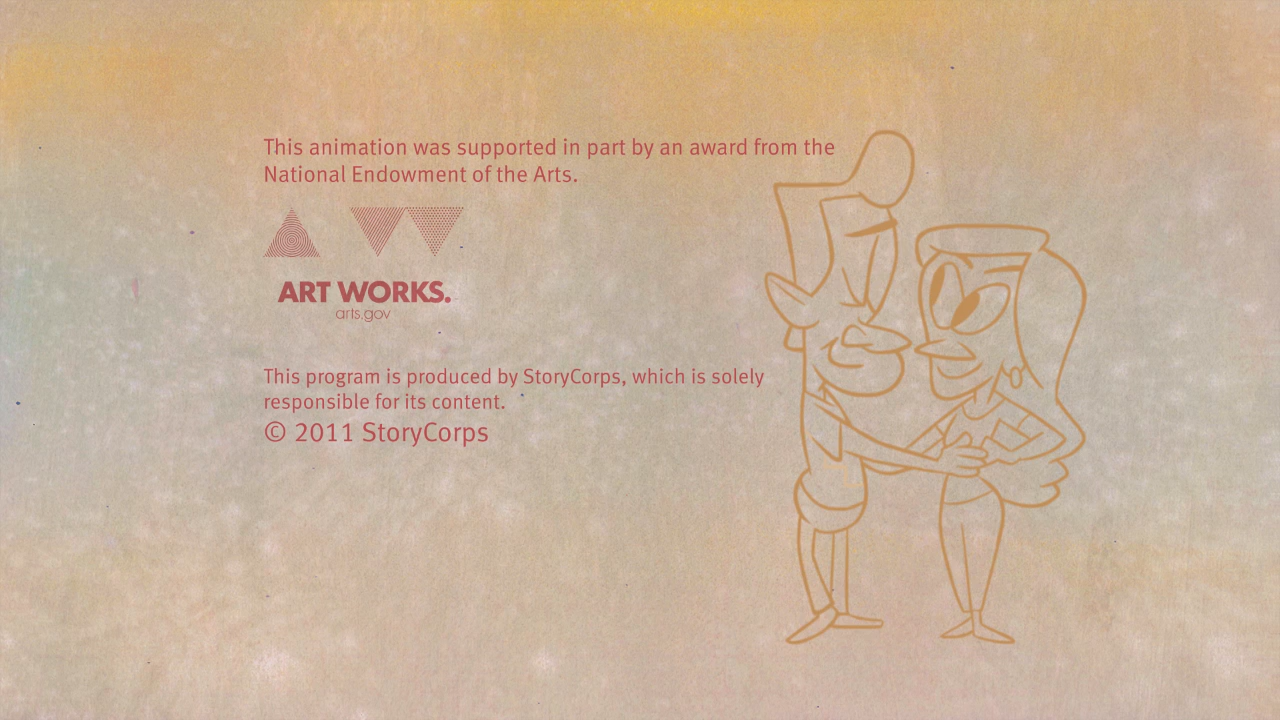 This animation was supported in part by an award from the
National Endowment of the Arts.
ART WORKS.
arts.gov
This program is produced by StoryCorps, which is solely
responsible for its content.
© 2011 StoryCorps